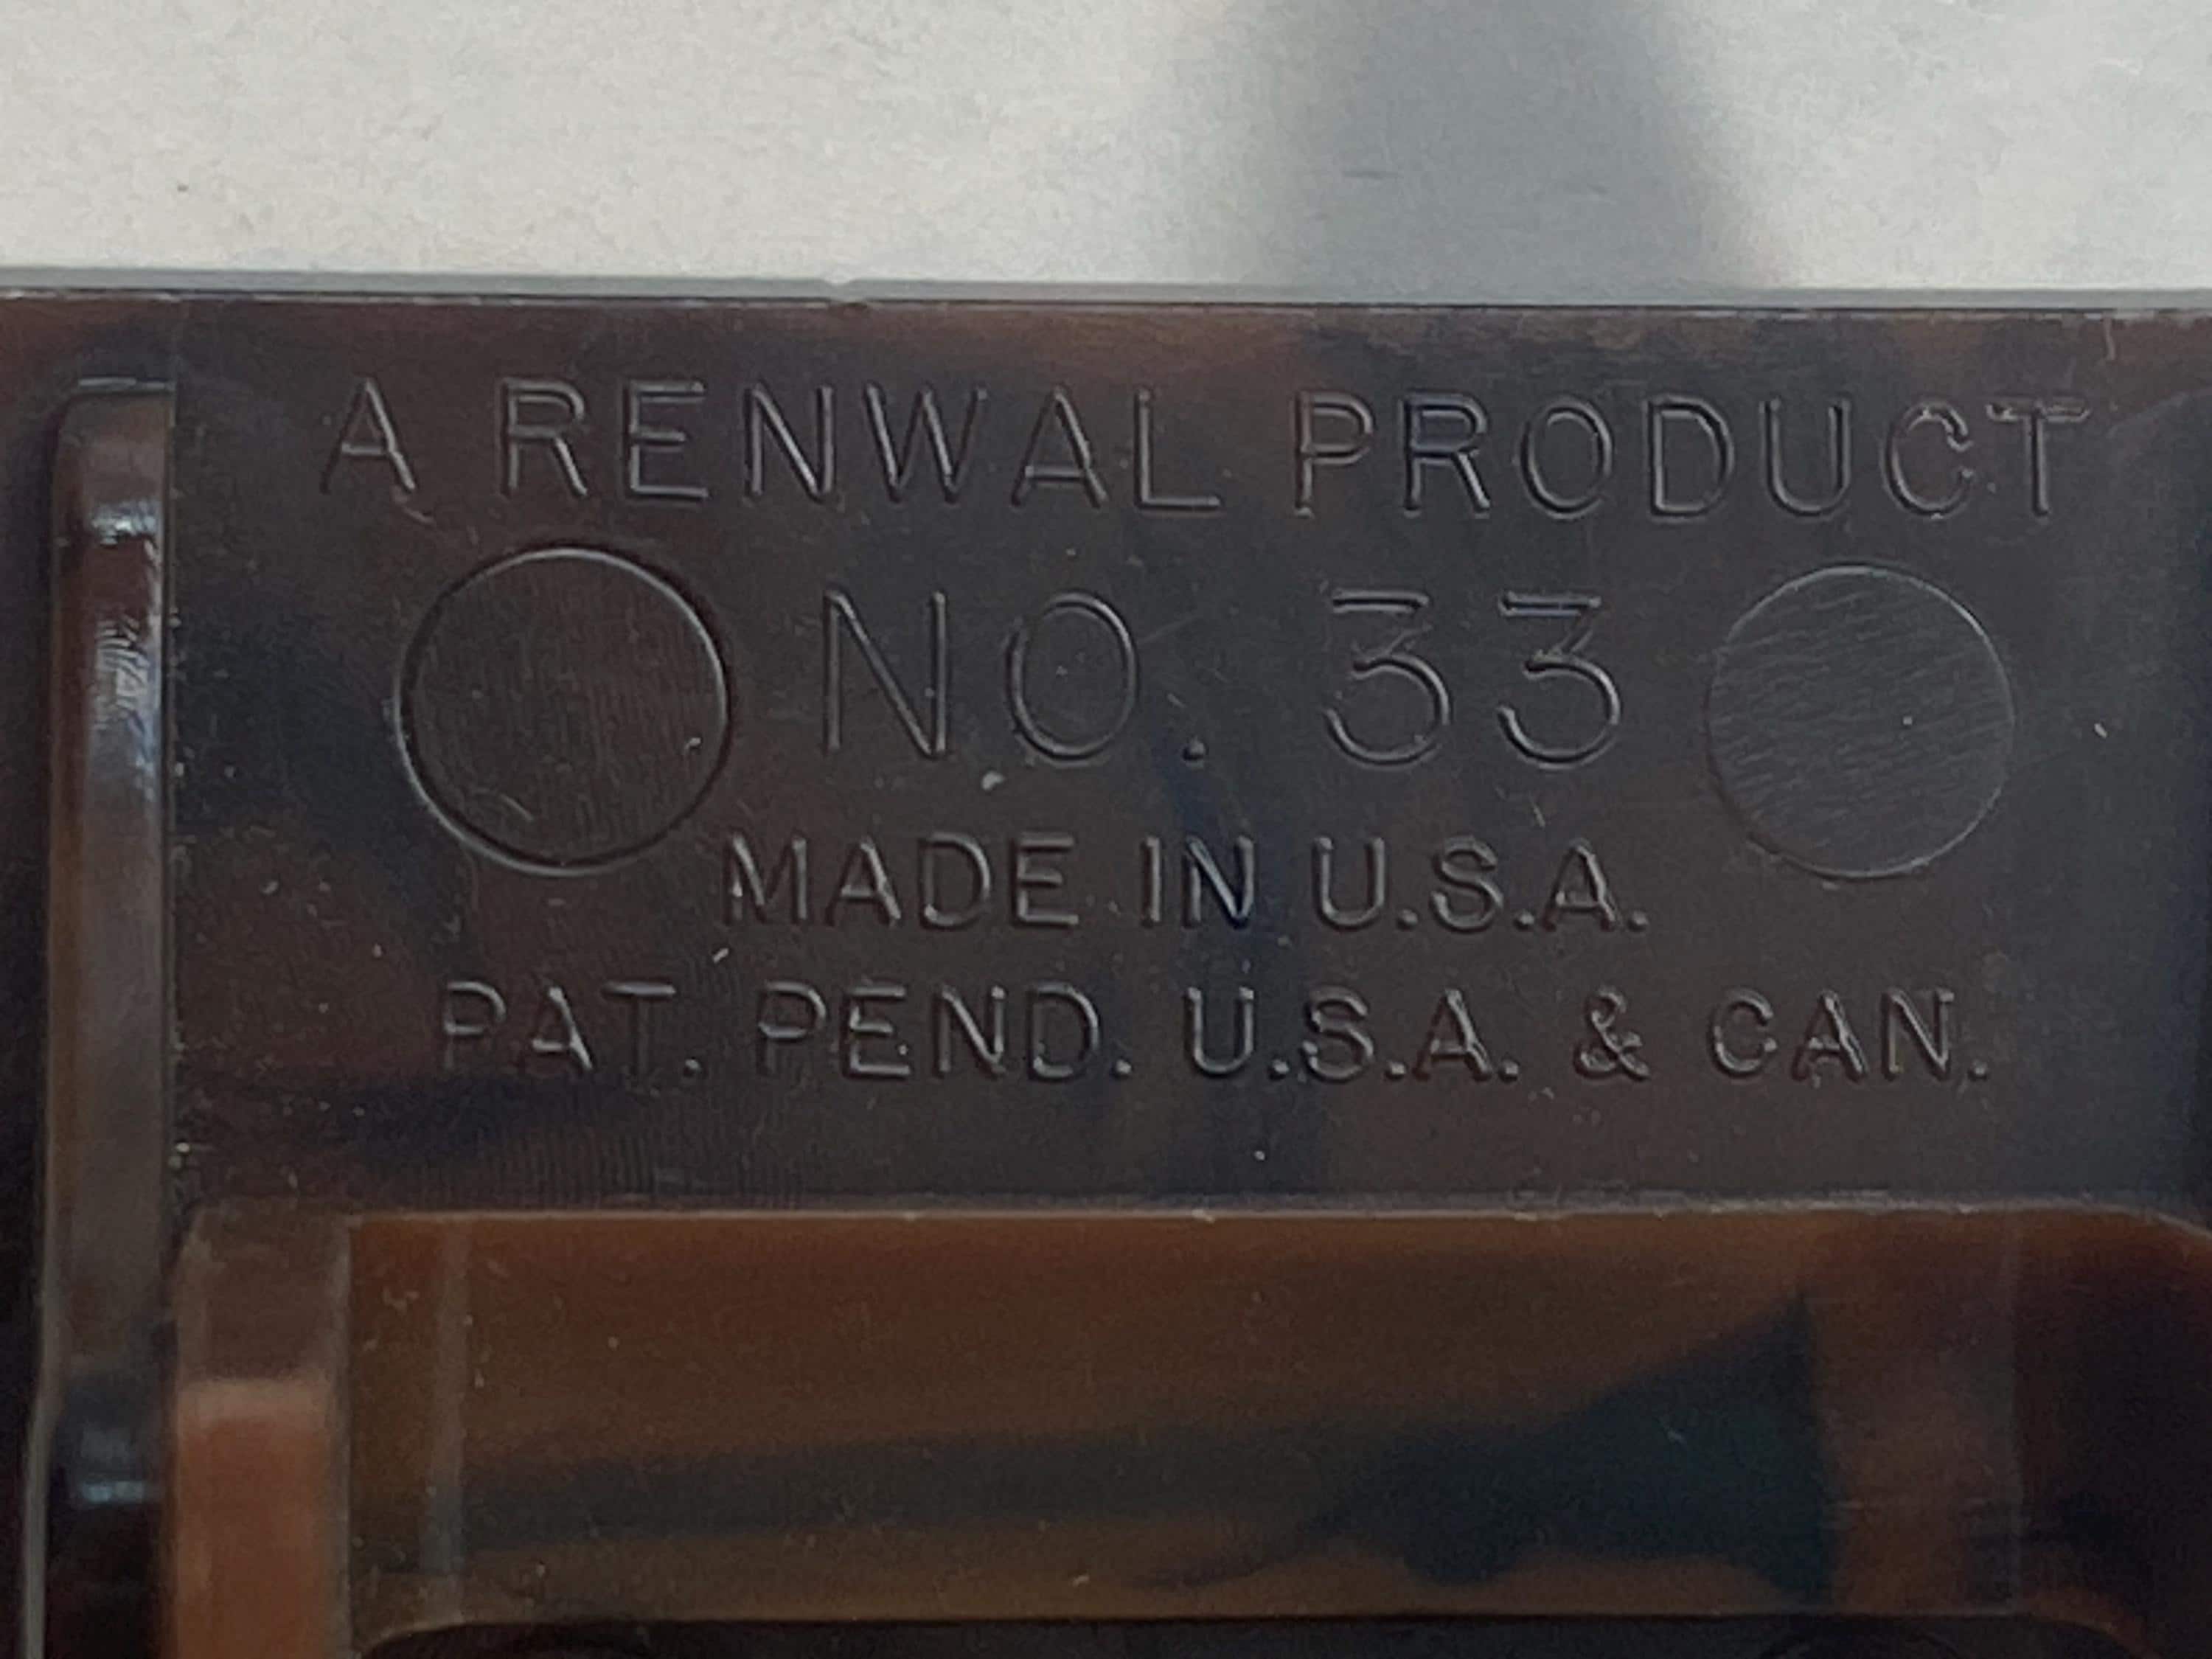 A RENWAL PRODUCT
NO. 33
MADE IN U.S.A.
PAT. PEND. U.S.A. & CAN.